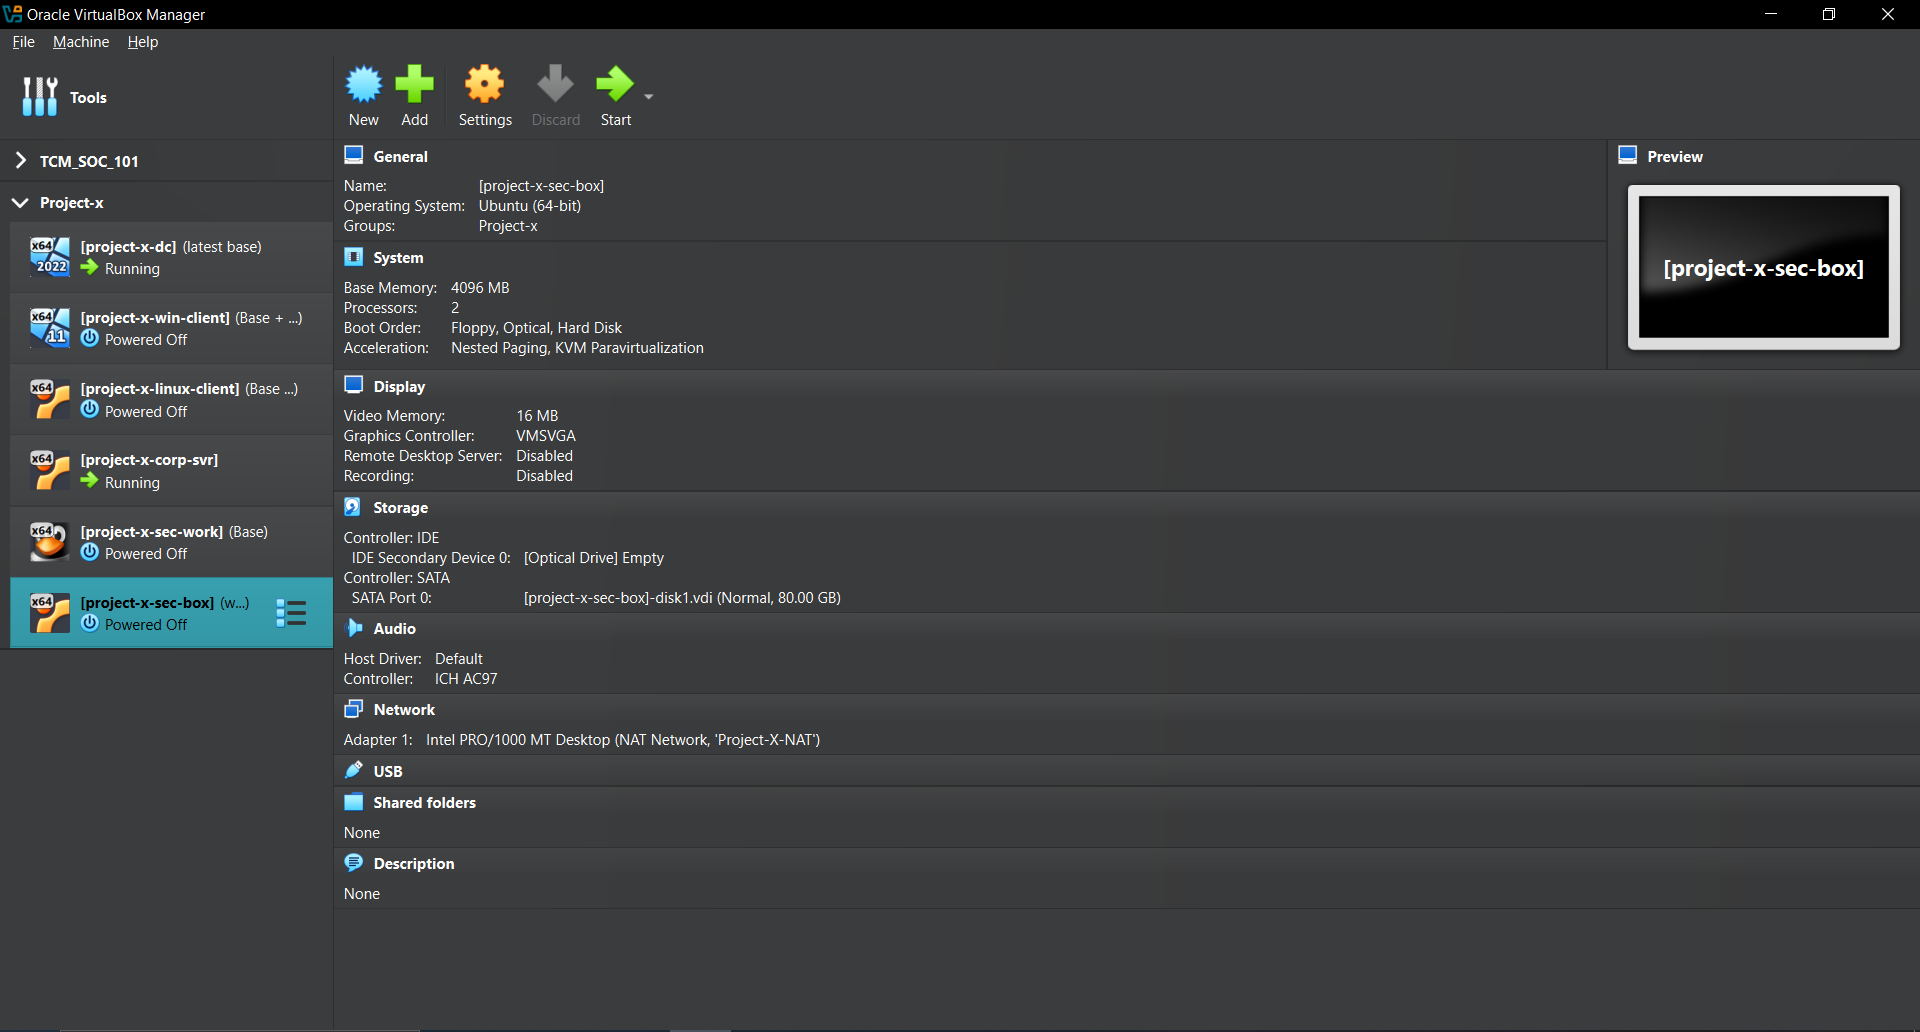 Oracle VirtualBox Manager
File Machine Help
Tools
New Add Settings Discard Start
TCM_SOC_101
Project-x
x64 2022 [project-x-dc] (latest base)
Running
x64 11 [project-x-win-client] (Base + ...)
Powered Off
x64 [project-x-linux-client] (Base ...)
Powered Off
x64 [project-x-corp-svr]
Running
x64 [project-x-sec-work] (Base)
Powered Off
x64 [project-x-sec-box] (w...)
Powered Off
General
Name: [project-x-sec-box]
Operating System: Ubuntu (64-bit)
Groups: Project-x
System
Base Memory: 4096 MB
Processors: 2
Boot Order: Floppy, Optical, Hard Disk
Acceleration: Nested Paging, KVM Paravirtualization
Preview
[project-x-sec-box]
Display
Video Memory: 16 MB
Graphics Controller: VMSVGA
Remote Desktop Server: Disabled
Recording: Disabled
Storage
Controller: IDE
IDE Secondary Device 0: [Optical Drive] Empty
Controller: SATA
SATA Port 0: [project-x-sec-box]-disk1.vdi (Normal, 80.00 GB)
Audio
Host Driver: Default
Controller: ICH AC97
Network
Adapter 1: Intel PRO/1000 MT Desktop (NAT Network, 'Project-X-NAT')
USB
Shared folders
None
Description
None